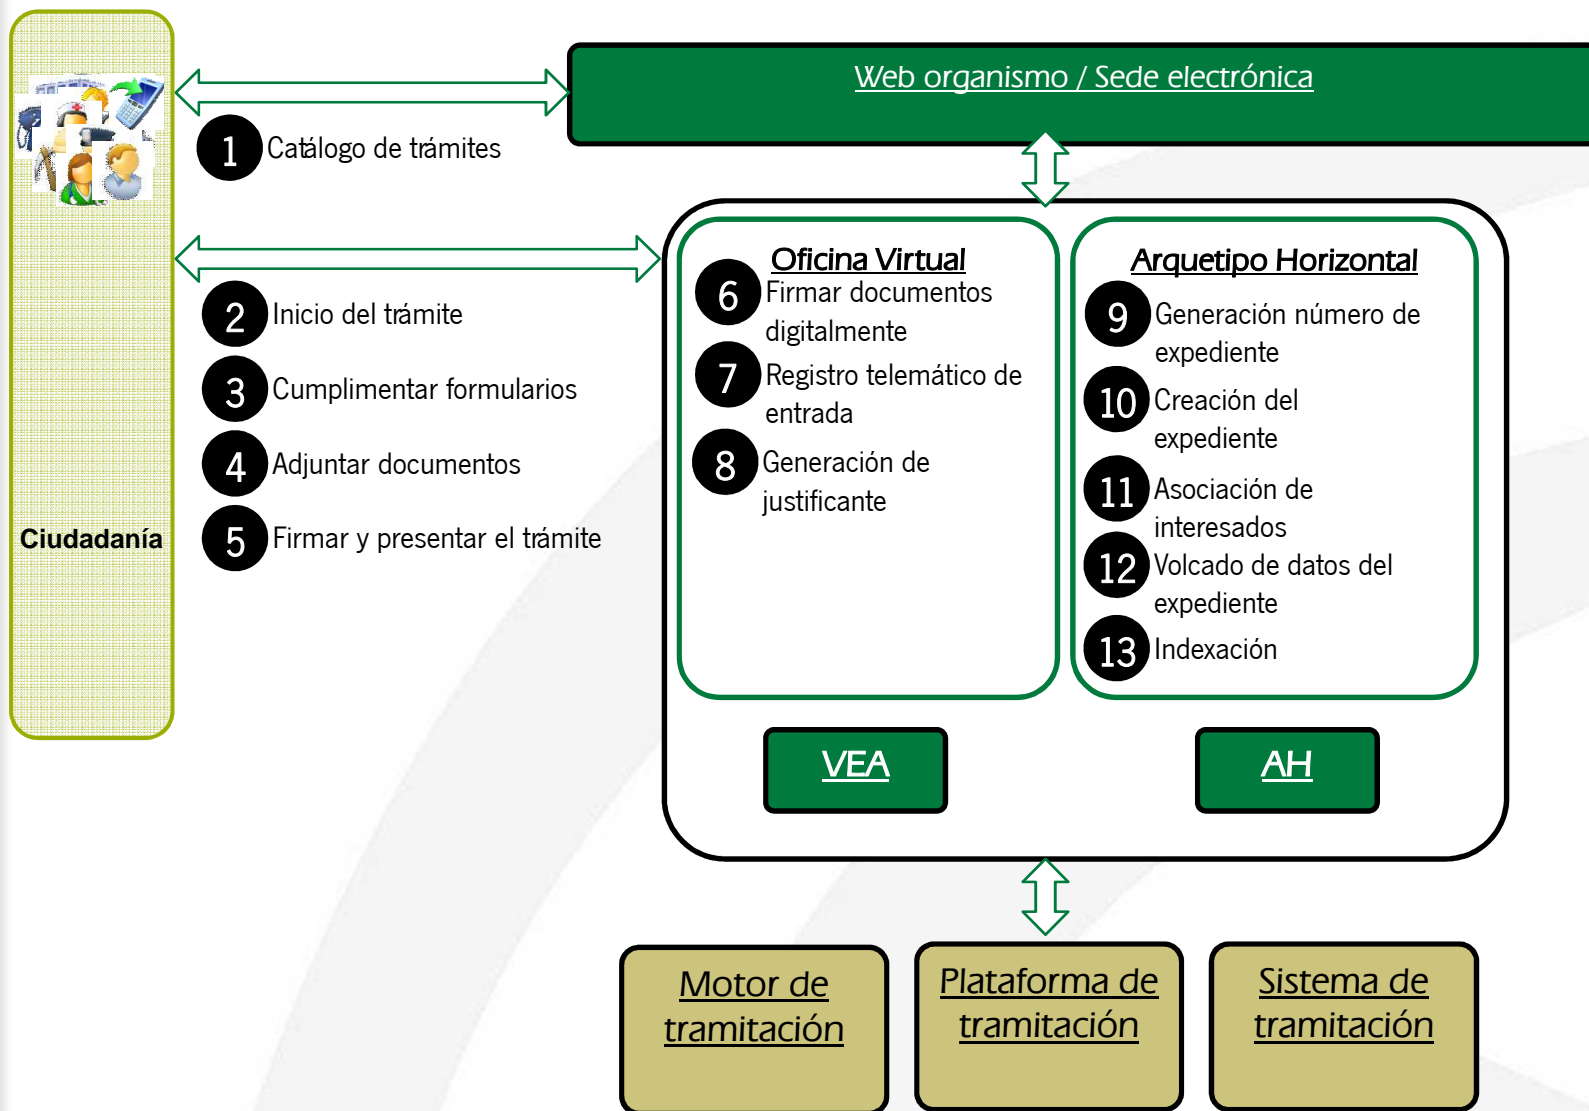 Web organismo / Sede electrónica
1 Catálogo de trámites
Ciudadanía
2 Inicio del trámite
3 Cumplimentar formularios
4 Adjuntar documentos
5 Firmar y presentar el trámite
Oficina Virtual
6 Firmar documentos
digitalmente
7 Registro telemático de
entrada
8 Generación de
justificante
Arquetipo Horizontal
9 Generación número de
expediente
10 Creación del
expediente
11 Asociación de
interesados
12 Volcado de datos del
expediente
13 Indexación
VEA
AH
Motor de
tramitación
Plataforma de
tramitación
Sistema de
tramitación